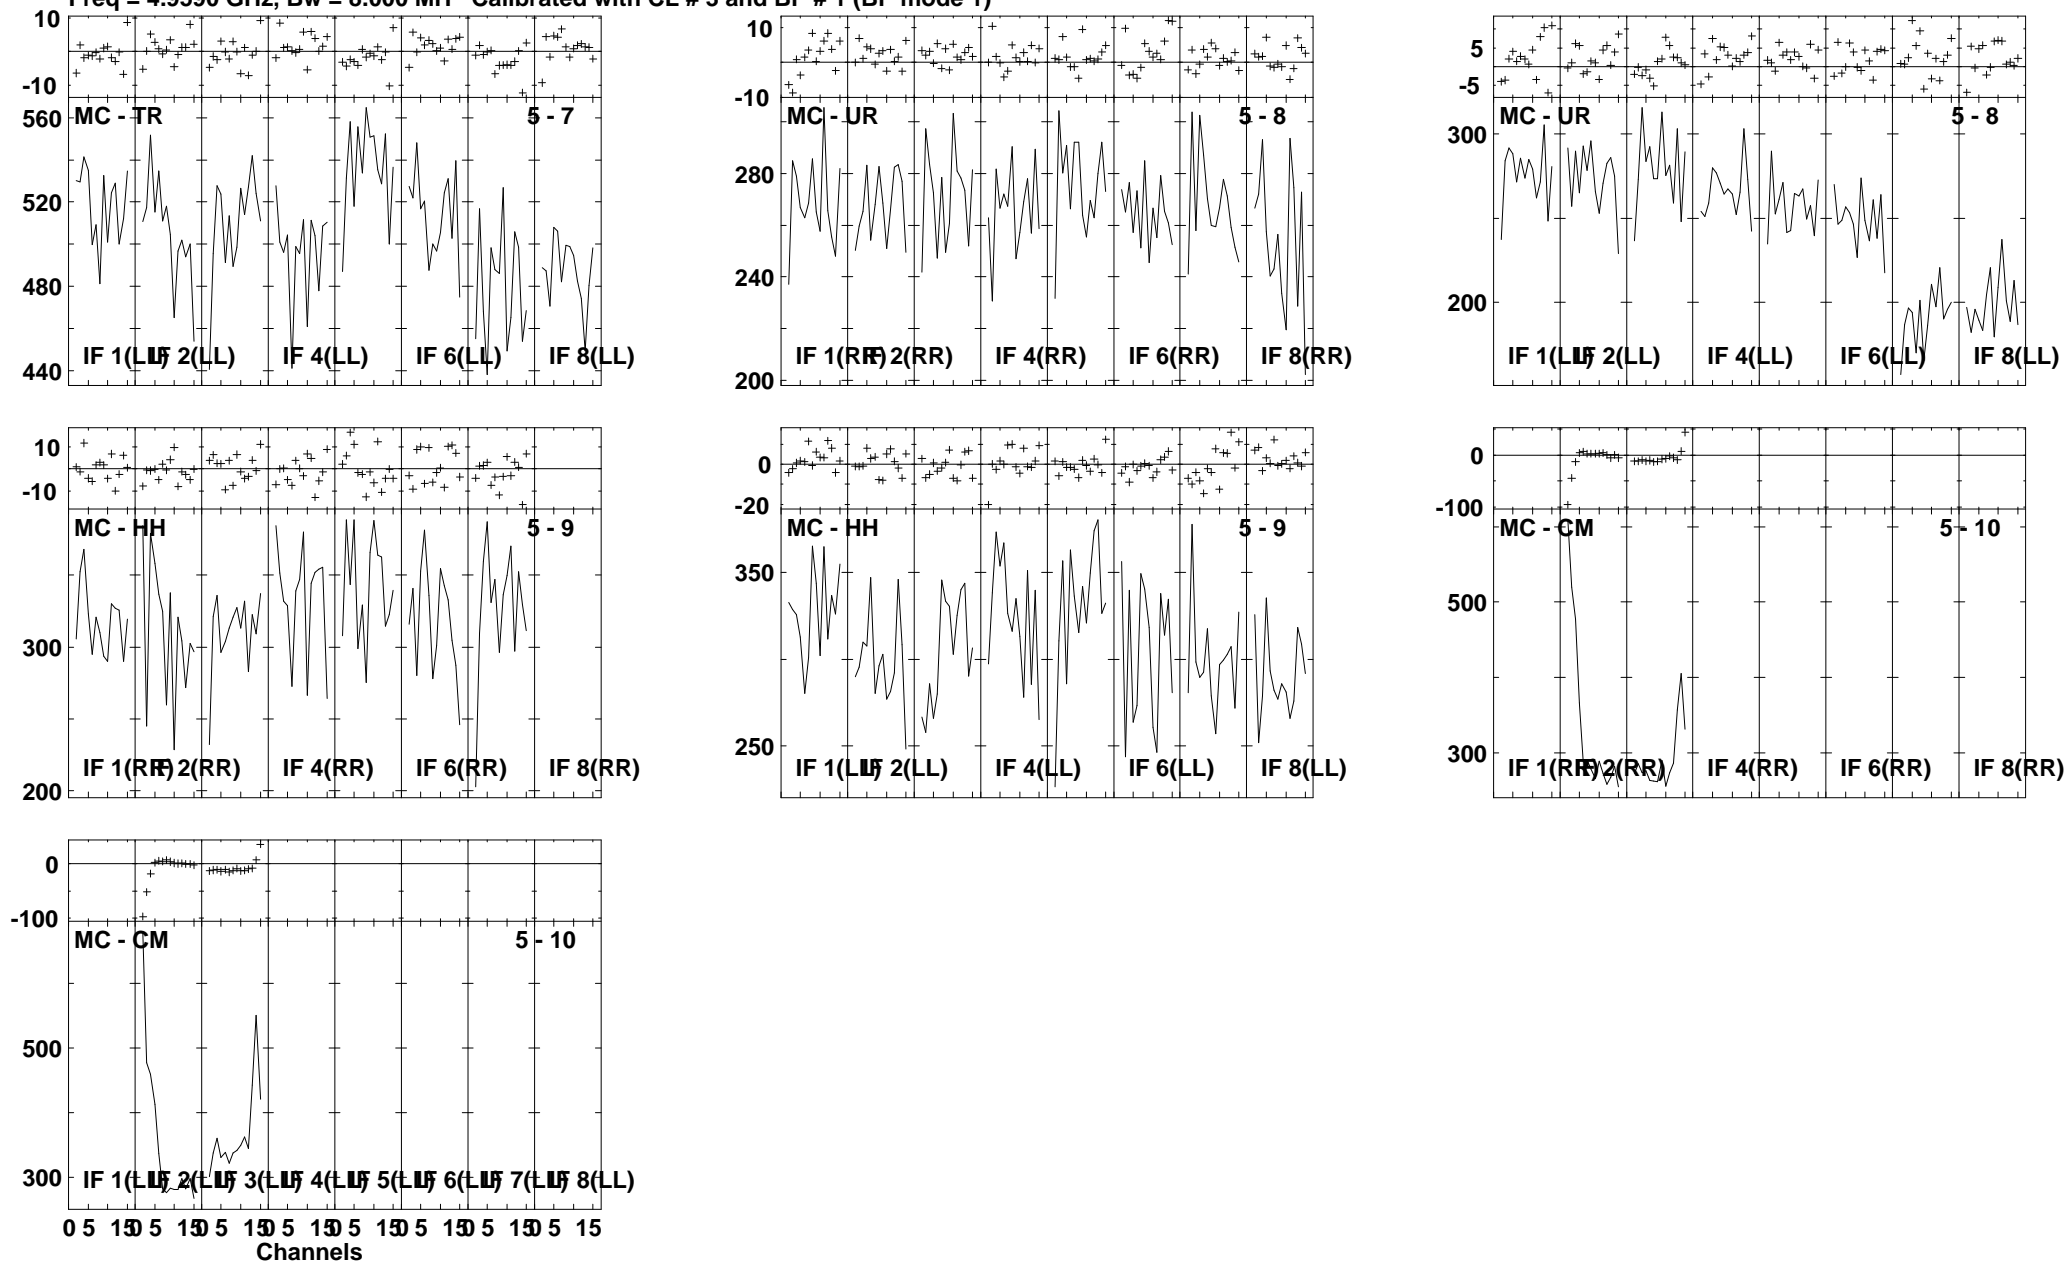 Freq = 4.9390 GHz, Bw = 8.000 MH Calibrated with CL # 3 and BP # 1 (BP mode 1)
10
-10
560
520
480
440
MC - TR
5 - 7
IF 1(LL)
IF 2(LL)
IF 4(LL)
IF 6(LL)
IF 8(LL)
10
-10
280
240
200
MC - UR
5 - 8
IF 1(RR)
IF 2(RR)
IF 4(RR)
IF 6(RR)
IF 8(RR)
5
-5
300
200
MC - UR
5 - 8
IF 1(LL)
IF 2(LL)
IF 4(LL)
IF 6(LL)
IF 8(LL)
10
-10
300
200
MC - HH
5 - 9
IF 1(RR)
IF 2(RR)
IF 4(RR)
IF 6(RR)
IF 8(RR)
0
-20
350
250
MC - HH
5 - 9
IF 1(LL)
IF 2(LL)
IF 4(LL)
IF 6(LL)
IF 8(LL)
0
-100
500
300
MC - CM
5 - 10
IF 1(RR)
IF 2(RR)
IF 4(RR)
IF 6(RR)
IF 8(RR)
0
-100
500
300
MC - CM
5 - 10
IF 1(LL)
IF 2(LL)
IF 3(LL)
IF 4(LL)
IF 5(LL)
IF 6(LL)
IF 7(LL)
IF 8(LL)
0 5 15 0 5 15 0 5 15 0 5 15 0 5 15 0 5 15 0 5 15 0 5 15
Channels